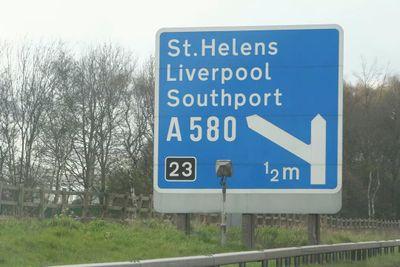 St.Helens
Liverpool
Southport
A 580
23
½m